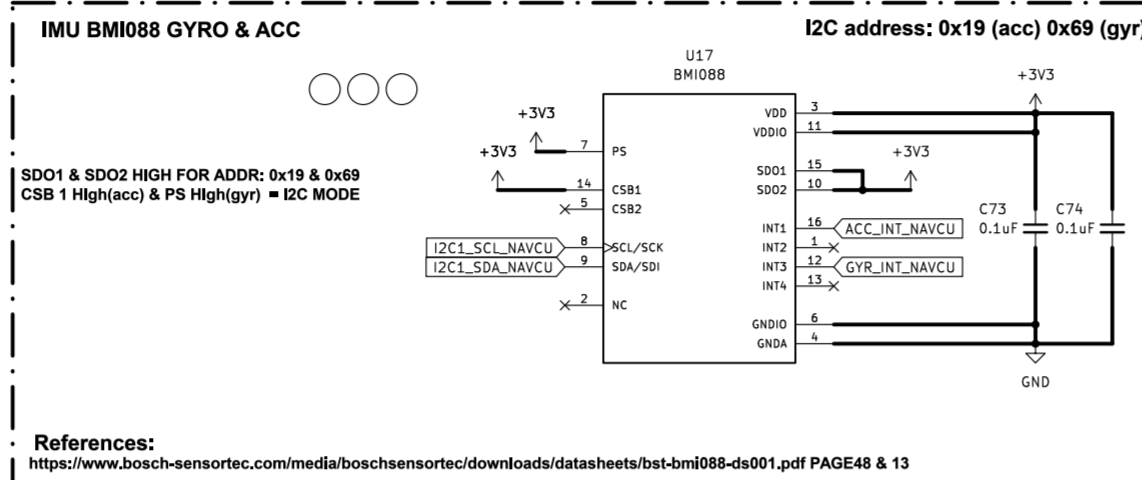 IMU BMI088 GYRO & ACC
I2C address: 0x19 (acc) 0x69 (gyr)
U17
BMI088
+3V3
+3V3
+3V3
+3V3
SDO1 & SDO2 HIGH FOR ADDR: 0x19 & 0x69
CSB 1 HIgh(acc) & PS HIgh(gyr) = I2C MODE
7 PS
14 CSB1
5 CSB2
I2C1_SCL_NAVCU 8 SCL/SCK
I2C1_SDA_NAVCU 9 SDA/SDI
2 NC
VDD 3
VDDIO 11
SDO1 15
SDO2 10
INT1 16 ACC_INT_NAVCU
INT2 1
INT3 12 GYR_INT_NAVCU
INT4 13
GNDIO 6
GNDA 4
C73
0.1uF
C74
0.1uF
GND
References:
https://www.bosch-sensortec.com/media/boschsensortec/downloads/datasheets/bst-bmi088-ds001.pdf PAGE48 & 13